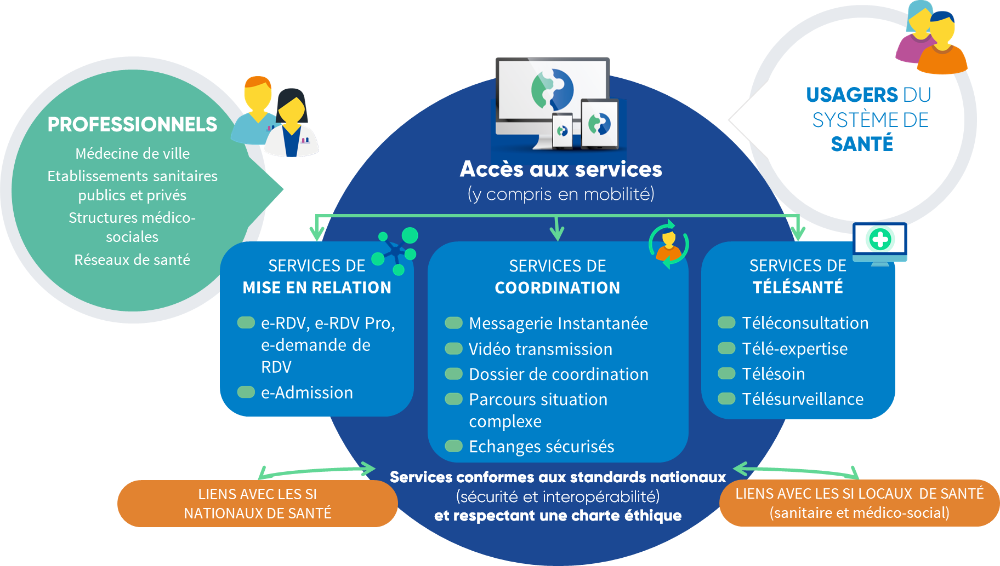 PROFESSIONNELS
Médecine de ville
Etablissements sanitaires
publics et privés
Structures médico-
sociales
Réseaux de santé
USAGERS DU
SYSTÈME DE
SANTÉ
Accès aux services
(y compris en mobilité)
SERVICES DE
MISE EN RELATION
e-RDV, e-RDV Pro,
e-demande de
RDV
e-Admission
SERVICES DE
COORDINATION
Messagerie Instantanée
Vidéo transmission
Dossier de coordination
Parcours situation
complexe
Echanges sécurisés
SERVICES DE
TÉLÉSANTÉ
Téléconsultation
Télé-expertise
Télésoin
Télésurveillance
Services conformes aux standards nationaux
(sécurité et interopérabilité)
et respectant une charte éthique
LIENS AVEC LES SI
NATIONAUX DE SANTÉ
LIENS AVEC LES SI LOCAUX DE SANTÉ
(sanitaire et médico-social)